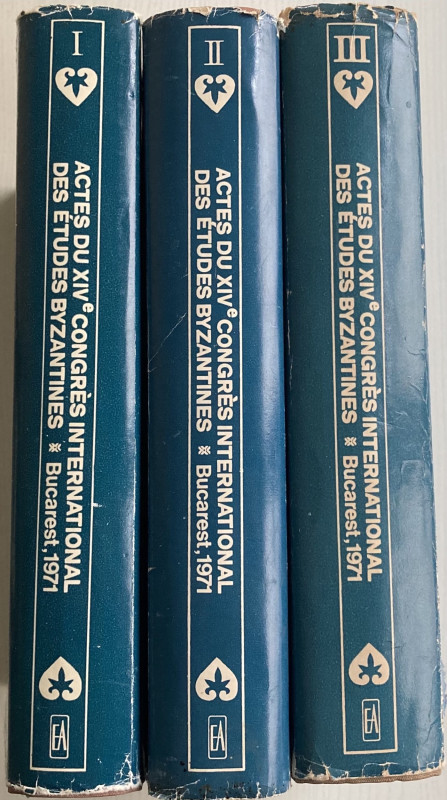 I
ACTES DU XIVe CONGRÈS INTERNATIONAL
DES ÉTUDES BYZANTINES * Bucarest, 1971
EA
II
ACTES DU XIVe CONGRÈS INTERNATIONAL
DES ÉTUDES BYZANTINES * Bucarest, 1971
EA
III
ACTES DU XIVe CONGRÈS INTERNATIONAL
DES ÉTUDES BYZANTINES * Bucarest, 1971
EA